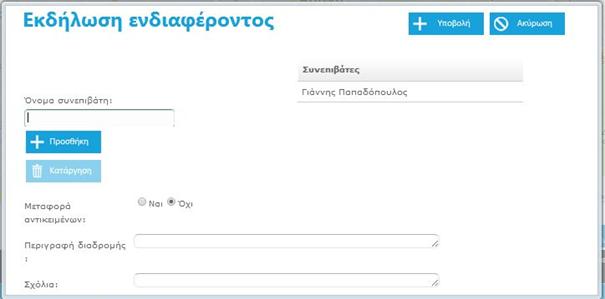 Εκδήλωση ενδιαφέροντος
Υποβολή
Ακύρωση
Συνεπιβάτες
Γιάννης Παπαδόπουλος
Όνομα συνεπιβάτη:
Προσθήκη
Κατάργηση
Μεταφορά αντικειμένων:
Ναι Όχι
Περιγραφή διαδρομής :
Σχόλια: